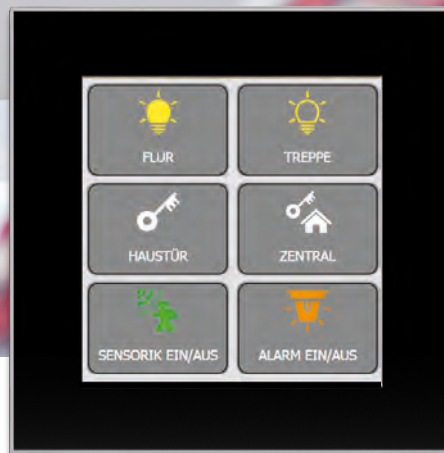 FLUR
TREPPE
HAUSTÜR
ZENTRAL
SENSORIK EIN/AUS
ALARM EIN/AUS